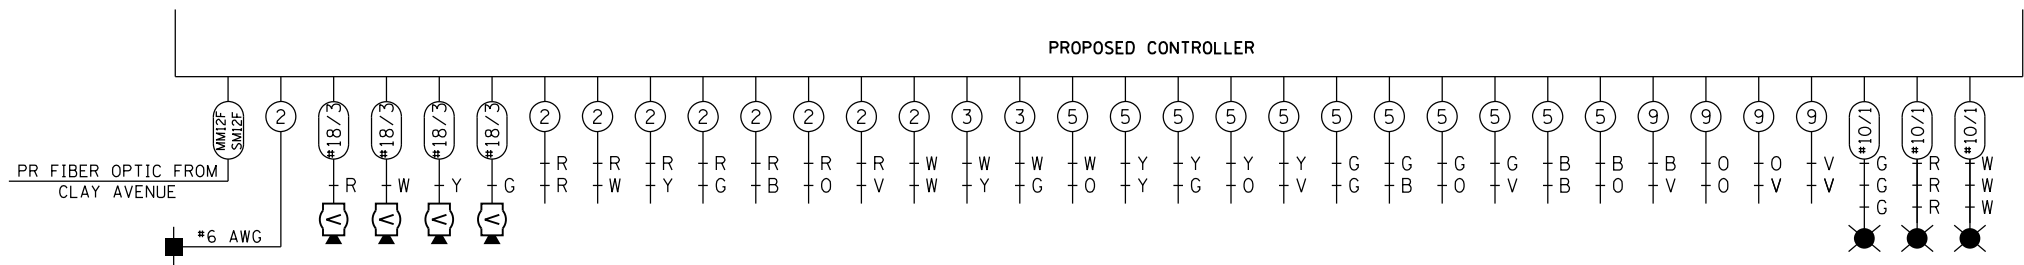 PROPOSED CONTROLLER
MM12F
SM12F
2 #18/3 #18/3 #18/3 #18/3 2 2 2 2 2 2 2 2 3 3 5 5 5 5 5 5 5 5 5 5 5 9 9 9 9 #10/1 #10/1 #10/1
R R R R R R R W W W W Y Y Y Y G G G G B B B O O V G R W
PR FIBER OPTIC FROM
R W Y G R W Y G B O V W Y G O Y G O V G B O V B O V O V V G R W
CLAY AVENUE
G R W
V V V V
#6 AWG